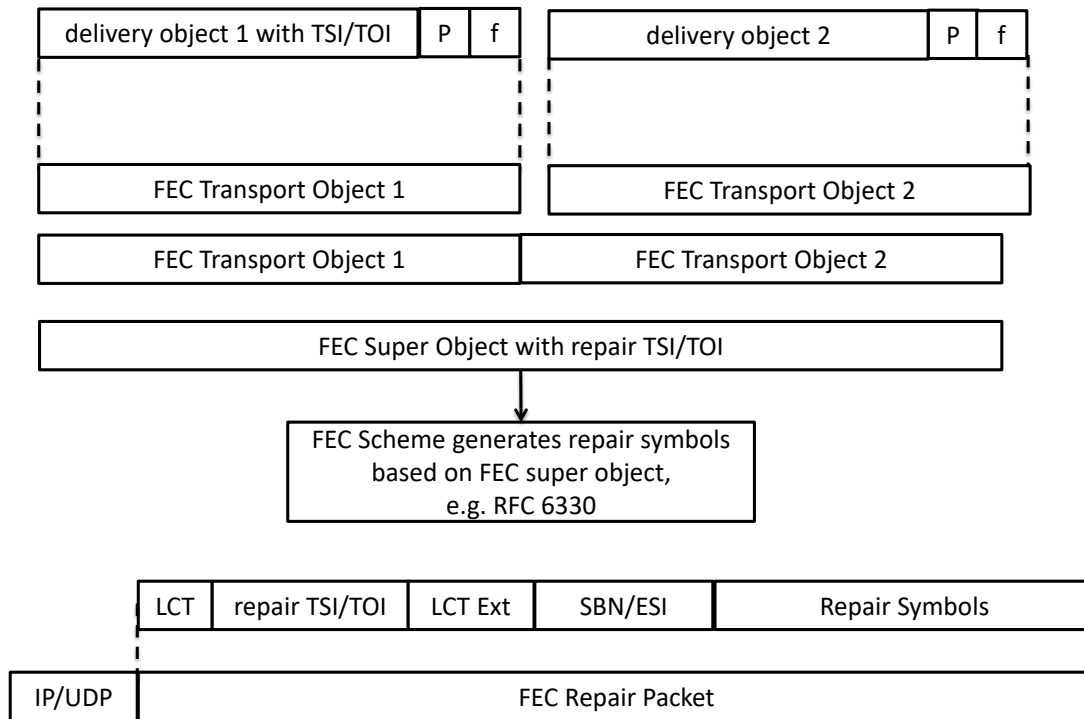 delivery object 1 with TSI/TOI P f delivery object 2 P f
FEC Transport Object 1 FEC Transport Object 2
FEC Transport Object 1 FEC Transport Object 2
FEC Super Object with repair TSI/TOI
FEC Scheme generates repair symbols
based on FEC super object,
e.g. RFC 6330
LCT repair TSI/TOI LCT Ext SBN/ESI Repair Symbols
IP/UDP FEC Repair Packet